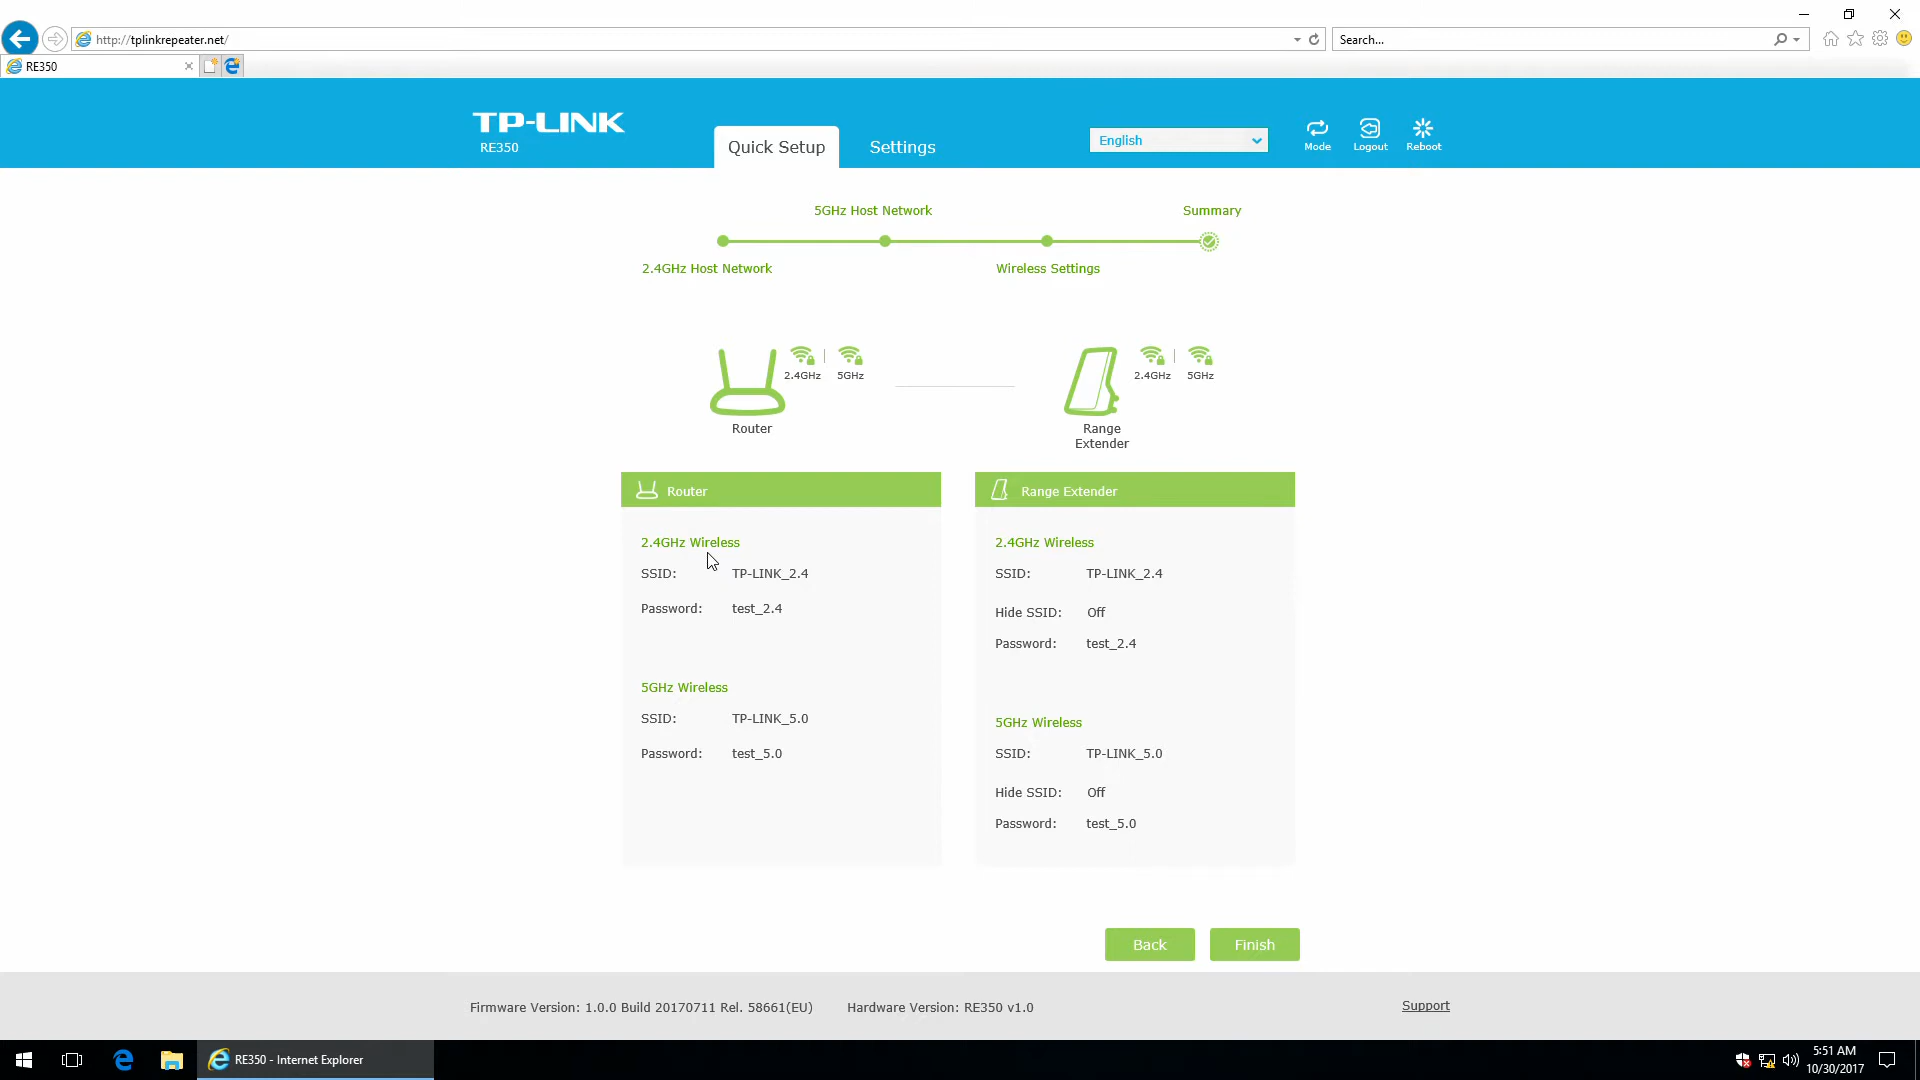 http://tplinkrepeater.net/
Search...
RE350
TP-LINK
RE350
Quick Setup
Settings
English
Mode
Logout
Reboot
5GHz Host Network
Summary
2.4GHz Host Network
Wireless Settings
2.4GHz
5GHz
2.4GHz
5GHz
Router
Range
Extender
Router
2.4GHz Wireless
SSID: TP-LINK_2.4
Password: test_2.4
5GHz Wireless
SSID: TP-LINK_5.0
Password: test_5.0
Range Extender
2.4GHz Wireless
SSID: TP-LINK_2.4
Hide SSID: Off
Password: test_2.4
5GHz Wireless
SSID: TP-LINK_5.0
Hide SSID: Off
Password: test_5.0
Back
Finish
Firmware Version: 1.0.0 Build 20170711 Rel. 58661(EU)
Hardware Version: RE350 v1.0
Support
RE350 - Internet Explorer
5:51 AM
10/30/2017